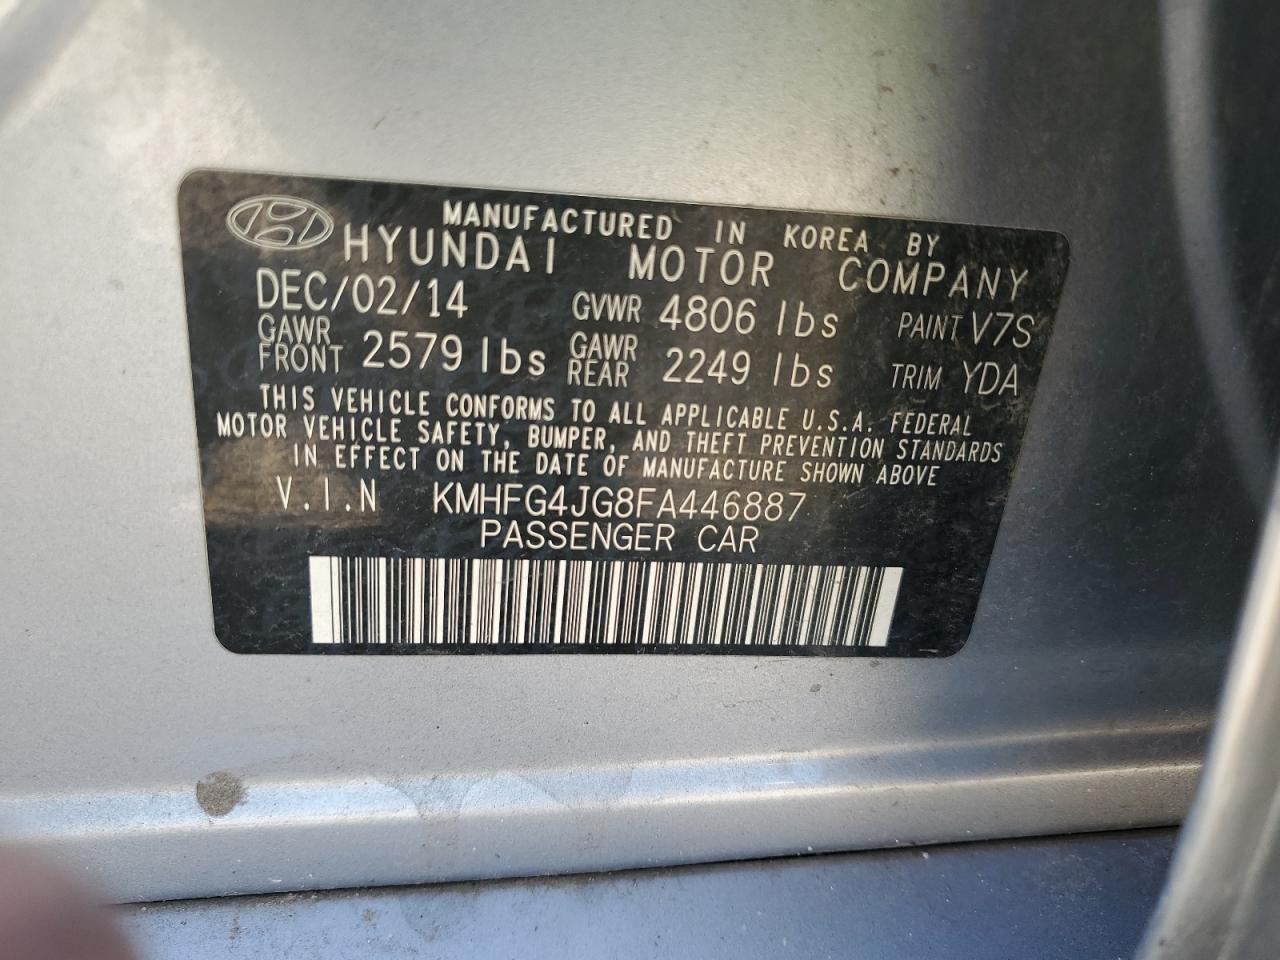 MANUFACTURED IN KOREA BY
HYUNDAI MOTOR COMPANY
DEC/02/14 GVWR 4806 lbs PAINT V7S
GAWR FRONT 2579 lbs GAWR REAR 2249 lbs TRIM YDA
THIS VEHICLE CONFORMS TO ALL APPLICABLE U.S.A. FEDERAL
MOTOR VEHICLE SAFETY, BUMPER, AND THEFT PREVENTION STANDARDS
IN EFFECT ON THE DATE OF MANUFACTURE SHOWN ABOVE
V.I.N KMHFG4JG8FA446887
PASSENGER CAR